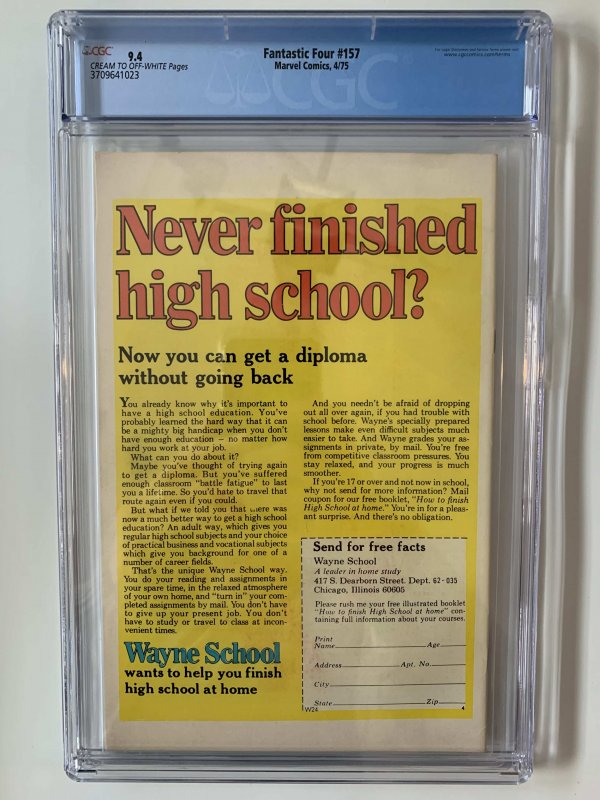 CGC 9.4
CREAM TO OFF-WHITE Pages
3709641023
Fantastic Four #157
Marvel Comics, 4/75
www.cgccomics.com/terms
CGC
Never finished
high school?
Now you can get a diploma
without going back
You already know why it's important to
have a high school education. You've
probably learned the hard way that it can
be a mighty big handicap when you don't
have enough education – no matter how
hard you work at your job.
What can you do about it?
Maybe you've thought of trying again
to get a diploma. But you've suffered
enough classroom "battle fatigue" to last
you a lifetime. So you'd hate to travel that
route again even if you could.
But what if we told you that there was
now a much better way to get a high school
education? An adult way, which gives you
regular high school subjects and your choice
of practical business and vocational subjects
which give you background for one of a
number of career fields.
That's the unique Wayne School way.
You do your reading and assignments in
your spare time, in the relaxed atmosphere
of your own home, and "turn in" your com-
pleted assignments by mail. You don't have
to give up your present job. You don't
have to study or travel to class at incon-
venient times.
Wayne School
wants to help you finish
high school at home
And you needn't be afraid of dropping
out all over again, if you had trouble with
school before. Wayne's specially prepared
lessons make even difficult subjects much
easier to take. And Wayne grades your as-
signments in private, by mail. You're free
from competitive classroom pressures. You
stay relaxed, and your progress is much
smoother.
If you're 17 or over and not now in school,
why not send for more information? Mail
coupon for our free booklet, "How to finish
High School at home." You're in for a pleas-
ant surprise. And there's no obligation.
Send for free facts
Wayne School
A leader in home study
417 S. Dearborn Street. Dept. 62-035
Chicago, Illinois 60605
Please rush me your free illustrated booklet
"How to finish High School at home" con-
taining full information about your courses.
Print
Name Age
Address Apt. No.
City
State Zip
W24 4